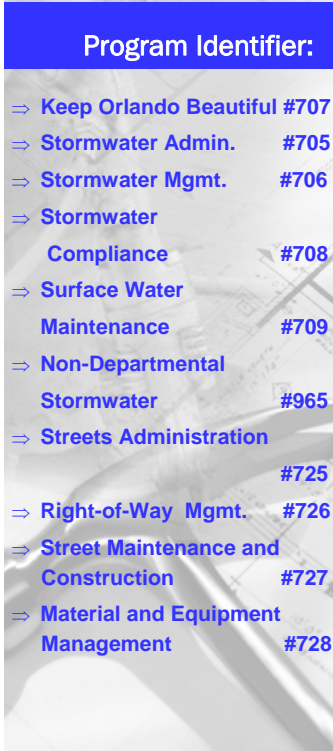 Program Identifier:
⇒ Keep Orlando Beautiful #707
⇒ Stormwater Admin. #705
⇒ Stormwater Mgmt. #706
⇒ Stormwater
Compliance #708
⇒ Surface Water
Maintenance #709
⇒ Non-Departmental
Stormwater #965
⇒ Streets Administration
#725
⇒ Right-of-Way Mgmt. #726
⇒ Street Maintenance and
Construction #727
⇒ Material and Equipment
Management #728